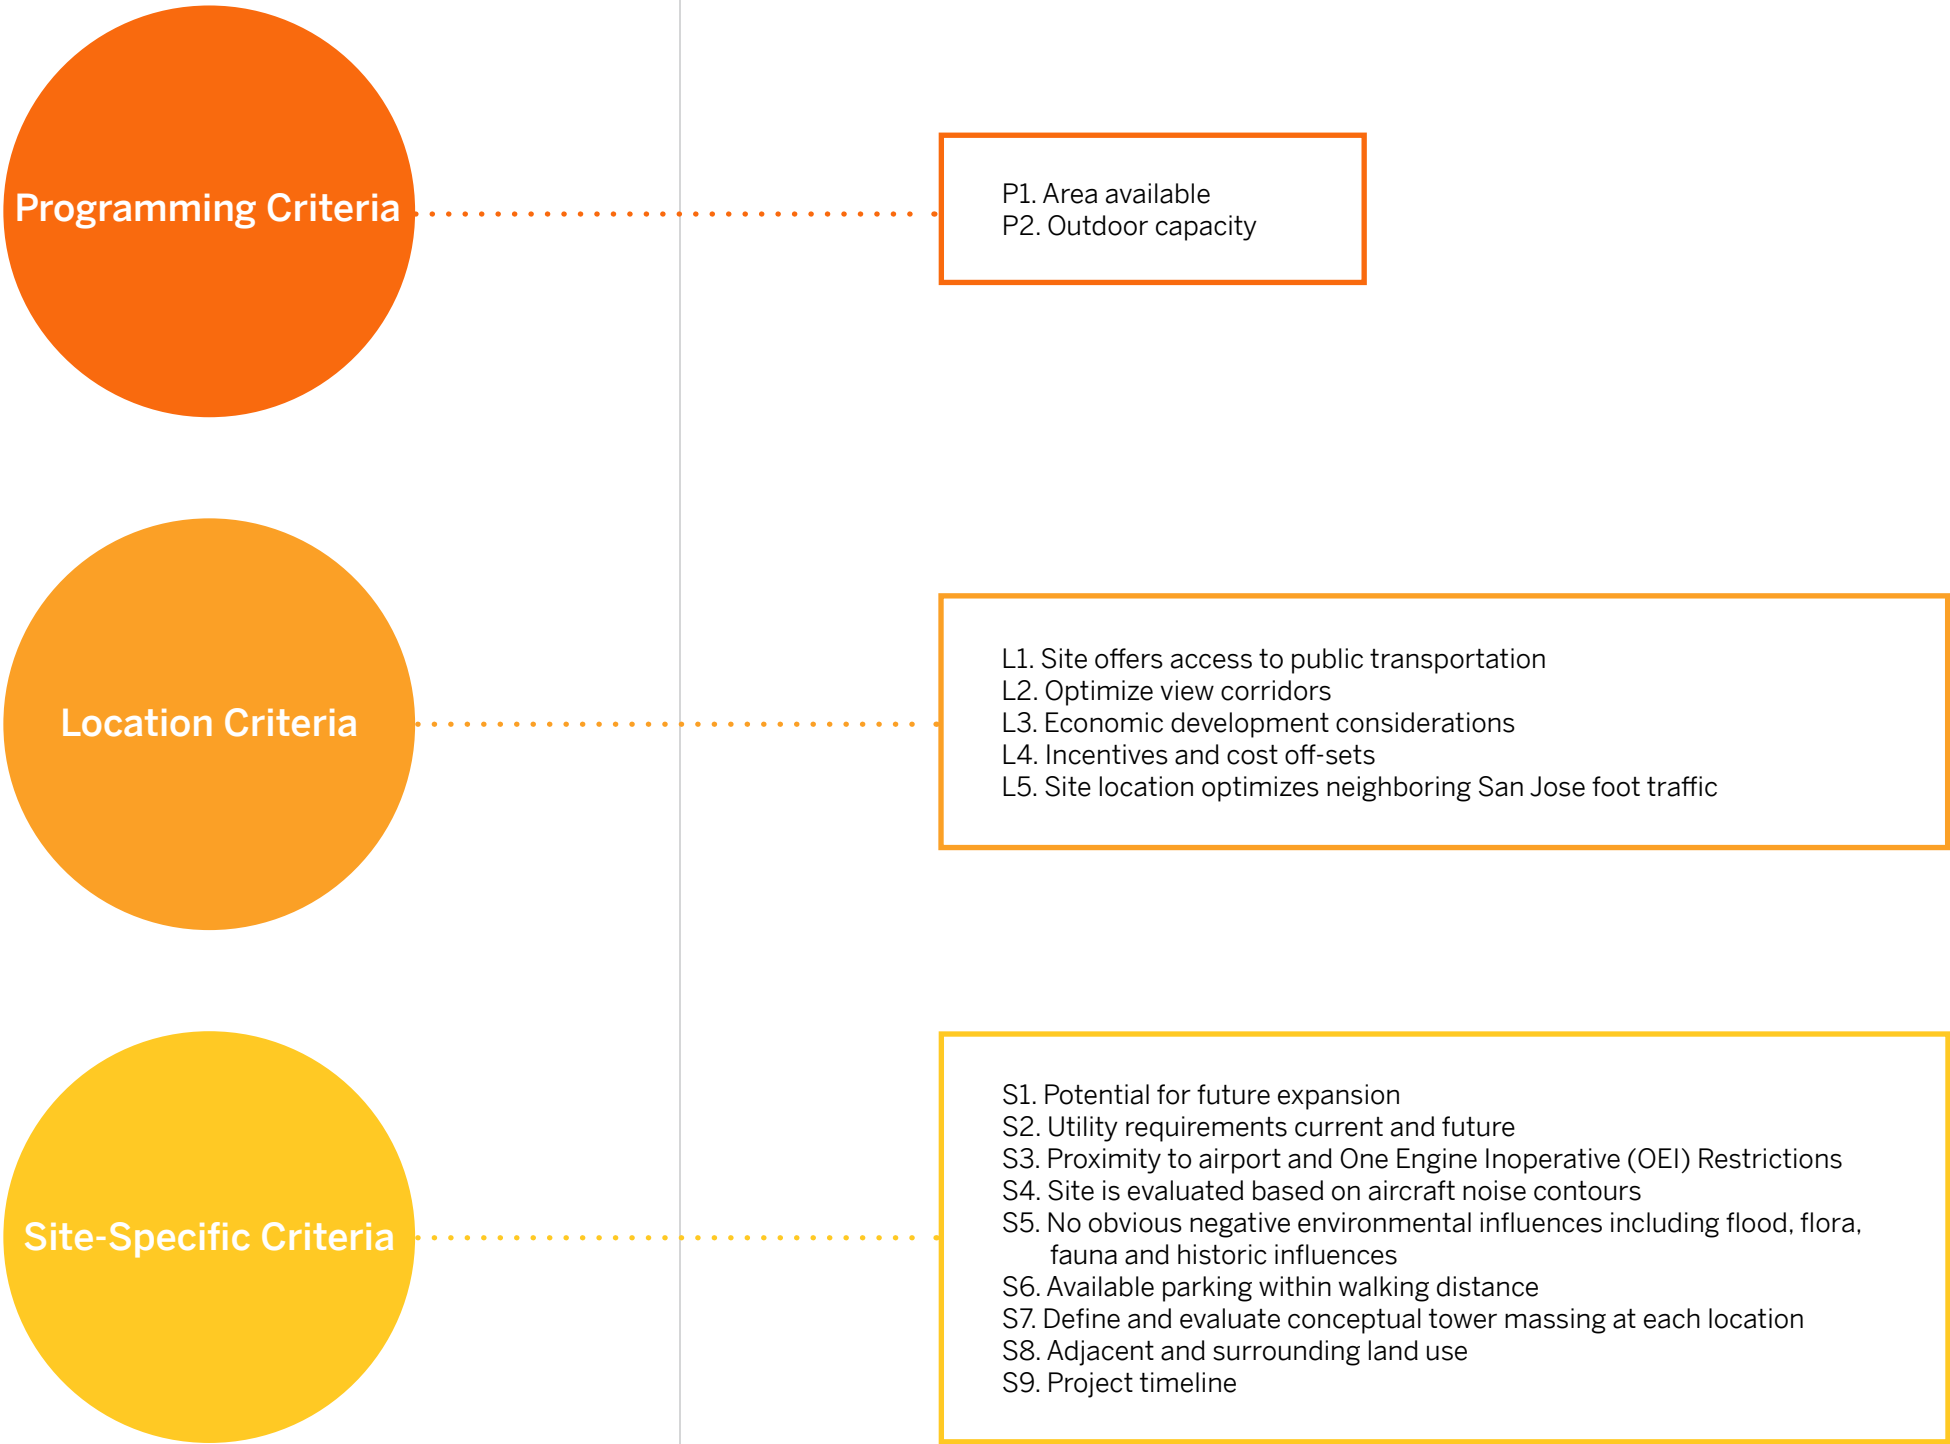 Programming Criteria
P1. Area available
P2. Outdoor capacity
Location Criteria
L1. Site offers access to public transportation
L2. Optimize view corridors
L3. Economic development considerations
L4. Incentives and cost off-sets
L5. Site location optimizes neighboring San Jose foot traffic
Site-Specific Criteria
S1. Potential for future expansion
S2. Utility requirements current and future
S3. Proximity to airport and One Engine Inoperative (OEI) Restrictions
S4. Site is evaluated based on aircraft noise contours
S5. No obvious negative environmental influences including flood, flora,
fauna and historic influences
S6. Available parking within walking distance
S7. Define and evaluate conceptual tower massing at each location
S8. Adjacent and surrounding land use
S9. Project timeline